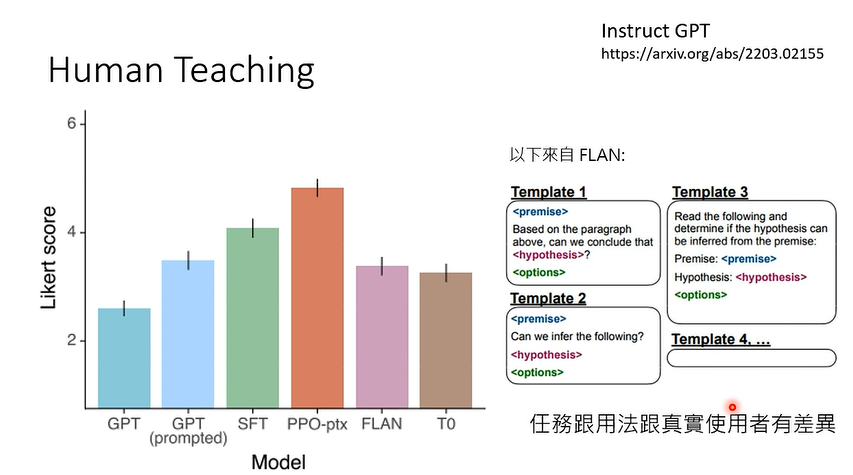 Instruct GPT
https://arxiv.org/abs/2203.02155
Human Teaching
6
4
2
Likert score
GPT
GPT
(prompted)
SFT
PPO-ptx
FLAN
T0
Model
以下來自 FLAN:
Template 1
<premise>
Based on the paragraph
above, can we conclude that
<hypothesis>?
<options>
Template 2
<premise>
Can we infer the following?
<hypothesis>
<options>
Template 3
Read the following and
determine if the hypothesis can
be inferred from the premise:
Premise: <premise>
Hypothesis: <hypothesis>
<options>
Template 4, ...
任務跟用法跟真實使用者有差異